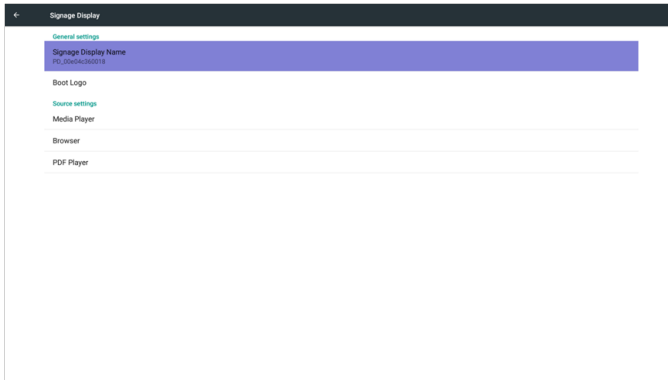 Signage Display
General settings
Signage Display Name
PD_00e04c360018
Boot Logo
Source settings
Media Player
Browser
PDF Player